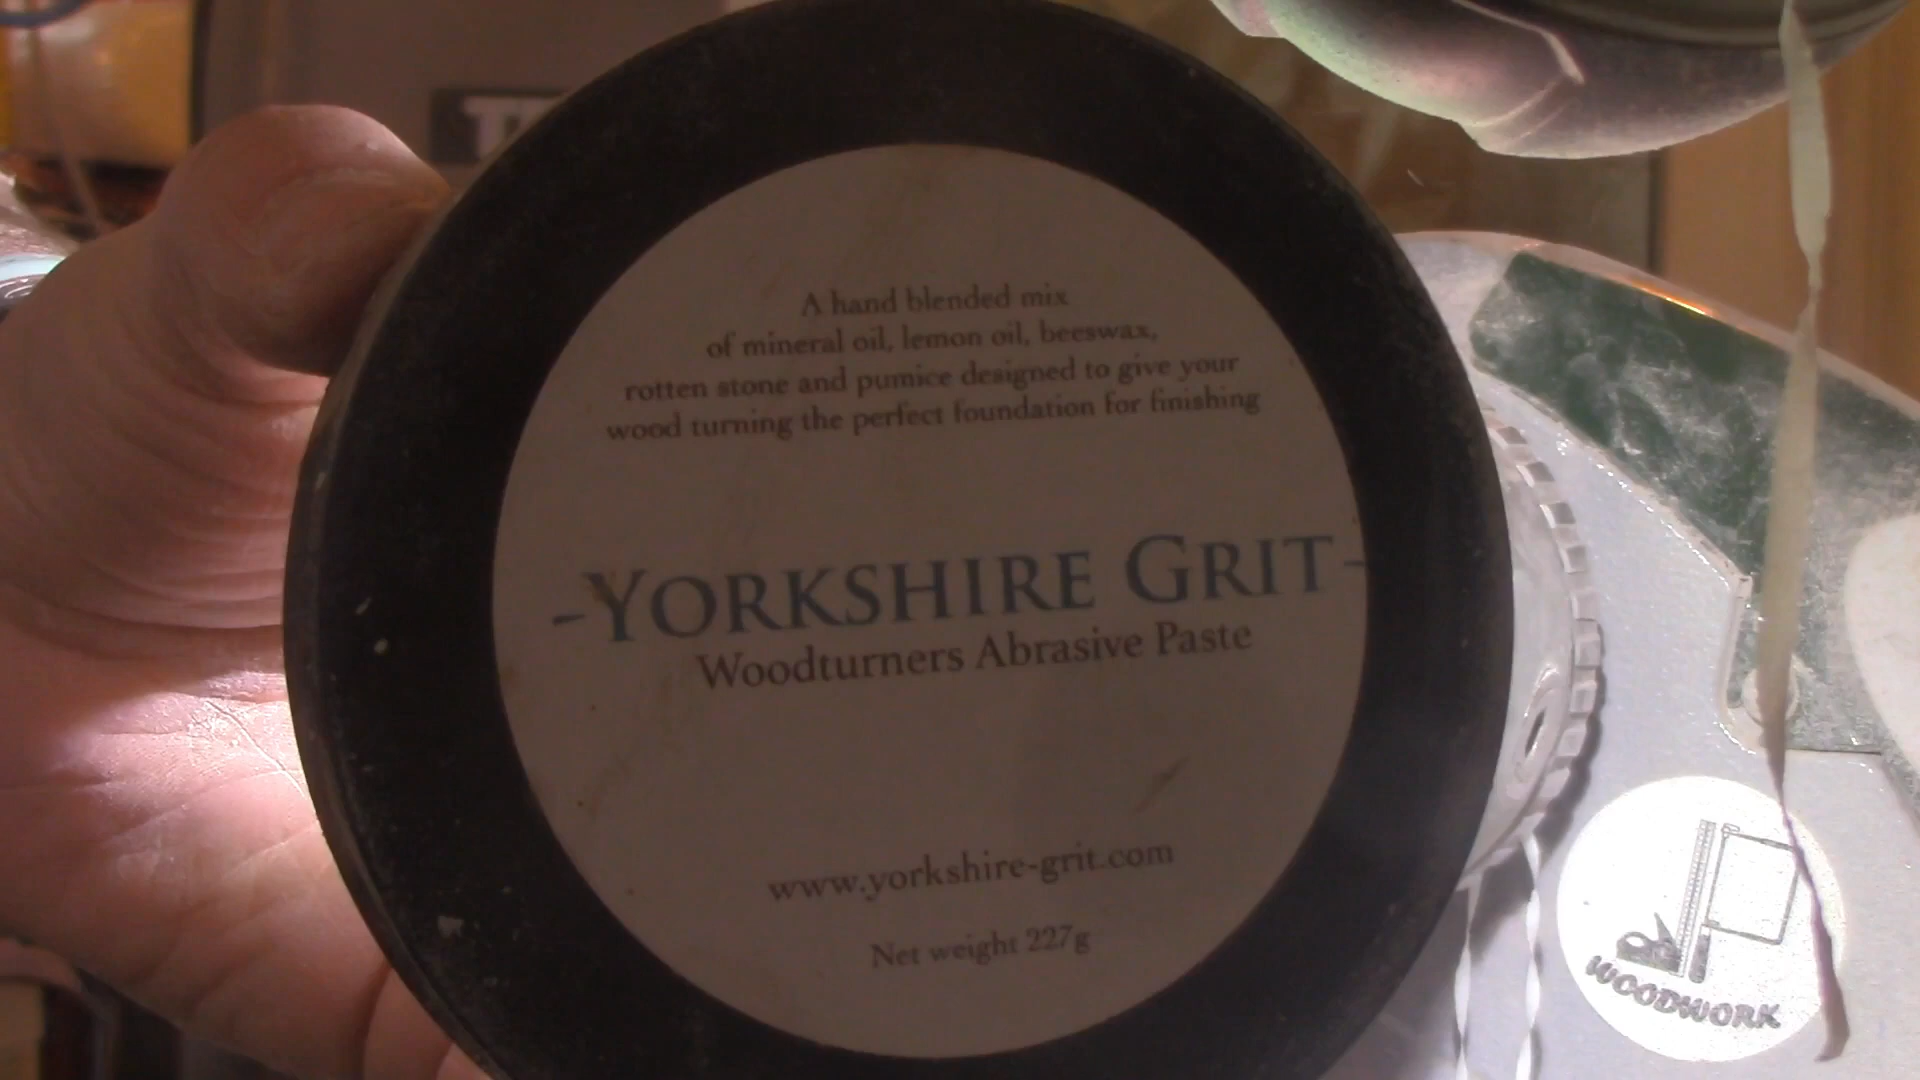 A hand blended mix
of mineral oil, lemon oil, beeswax,
rotten stone and pumice designed to give your
wood turning the perfect foundation for finishing
-YORKSHIRE GRIT-
Woodturners Abrasive Paste
www.yorkshire-grit.com
Net weight 227g
WOODWORK